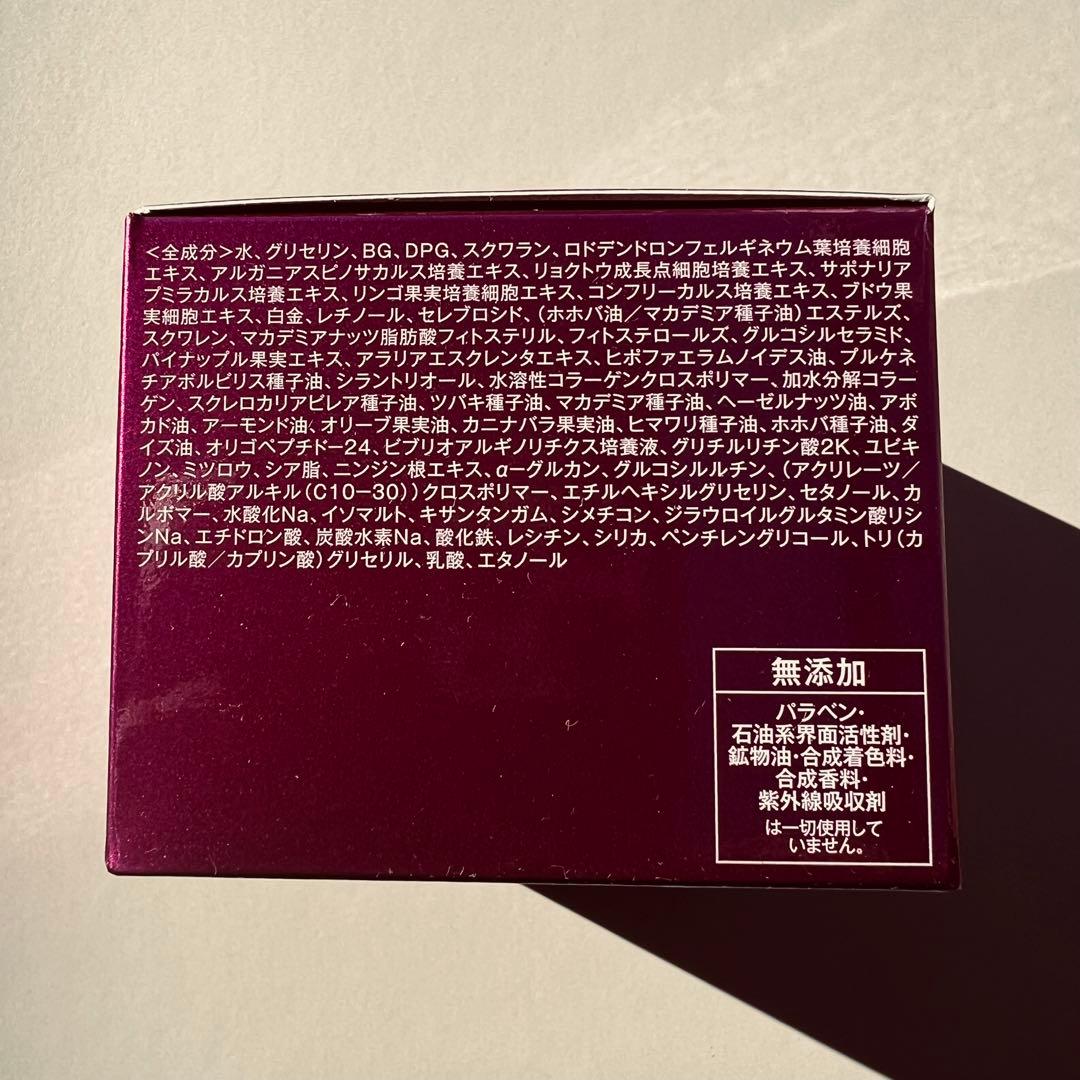 <全成分>水、グリセリン、BG、DPG、スクワラン、ロドデンドロンフェルギネウム葉培養細胞
エキス、アルガニアスピノサカルス培養エキス、リョクトウ成長点細胞培養エキス、サポナリア
プミラカルス培養エキス、リンゴ果実培養細胞エキス、コンフリーカルス培養エキス、ブドウ果
実細胞エキス、白金、レチノール、セレブロシド、(ホホバ油/マカデミア種子油)エステルズ、
スクワレン、マカデミアナッツ脂肪酸フィトステリル、フィトステロールズ、グルコシルセラミド、
パイナップル果実エキス、アラリアエスクレンタエキス、ヒポファエラムノイデス油、プルケネ
チアボルビリス種子油、シラントリオール、水溶性コラーゲンクロスポリマー、加水分解コラー
ゲン、スクレロカリアビレア種子油、ツバキ種子油、マカデミア種子油、ヘーゼルナッツ油、アボ
カド油、アーモンド油、オリーブ果実油、カニナバラ果実油、ヒマワリ種子油、ホホバ種子油、ダ
イズ油、オリゴペプチド-24、ビブリオアルギノリチクス培養液、グリチルリチン酸2K、ユビキ
ノン、ミツロウ、シア脂、ニンジン根エキス、α-グルカン、グルコシルルチン、(アクリレーツ/
アクリル酸アルキル(C10-30))クロスポリマー、エチルヘキシルグリセリン、セタノール、カ
ルボマー、水酸化Na、イソマルト、キサンタンガム、シメチコン、ジラウロイルグルタミン酸リシ
ンNa、エチドロン酸、炭酸水素Na、酸化鉄、レシチン、シリカ、ペンチレングリコール、トリ(カ
プリル酸/カプリン酸)グリセリル、乳酸、エタノール
無添加
パラベン・
石油系界面活性剤・
鉱物油・合成着色料・
合成香料・
紫外線吸収剤
は一切使用して
いません。